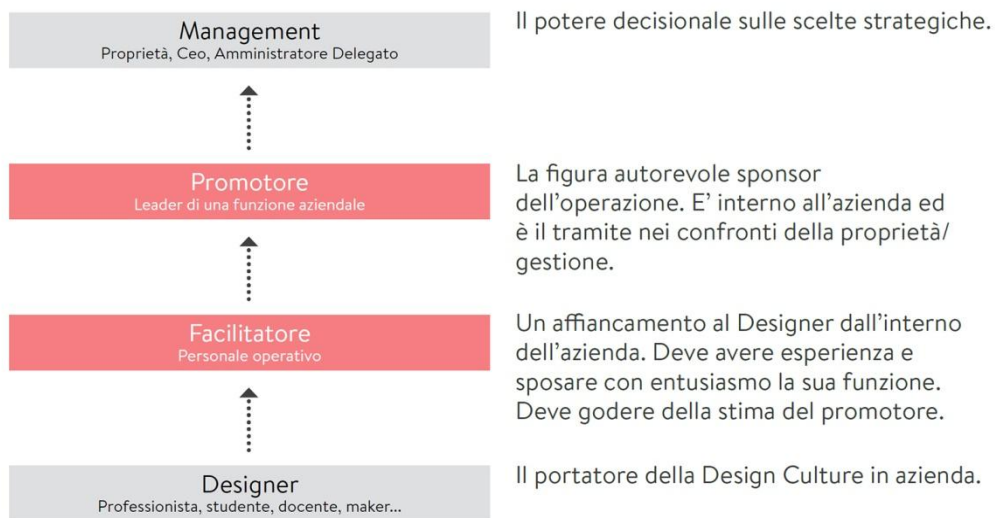 Management
Proprietà, Ceo, Amministratore Delegato
Il potere decisionale sulle scelte strategiche.
Promotore
Leader di una funzione aziendale
La figura autorevole sponsor
dell'operazione. E' interno all'azienda ed
è il tramite nei confronti della proprietà/
gestione.
Facilitatore
Personale operativo
Un affiancamento al Designer dall'interno
dell'azienda. Deve avere esperienza e
sposare con entusiasmo la sua funzione.
Deve godere della stima del promotore.
Designer
Professionista, studente, docente, maker...
Il portatore della Design Culture in azienda.